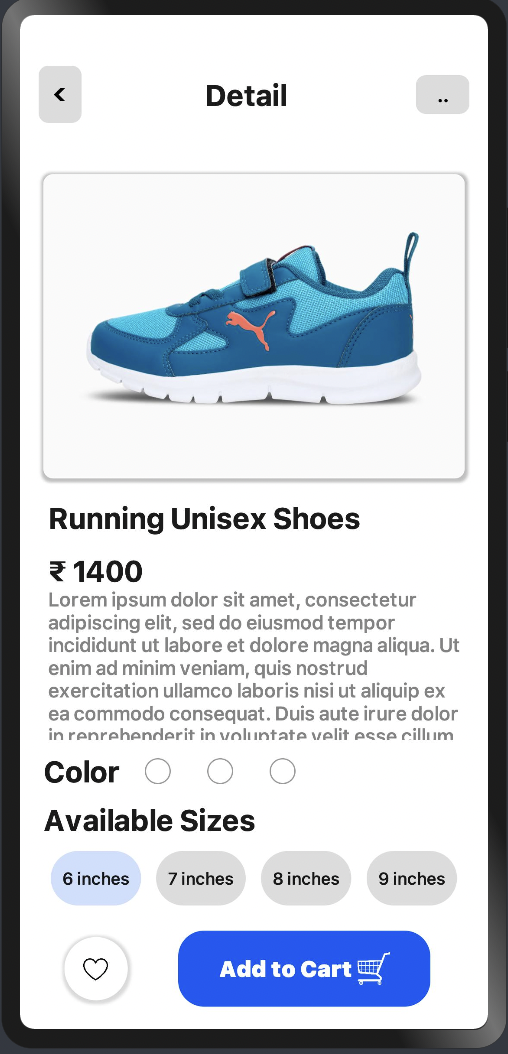 <
Detail
..
Running Unisex Shoes
₹ 1400
Lorem ipsum dolor sit amet, consectetur
adipiscing elit, sed do eiusmod tempor
incididunt ut labore et dolore magna aliqua. Ut
enim ad minim veniam, quis nostrud
exercitation ullamco laboris nisi ut aliquip ex
ea commodo consequat. Duis aute irure dolor
in reprehenderit in voluptate velit esse cillum
Color
Available Sizes
6 inches 7 inches 8 inches 9 inches
Add to Cart